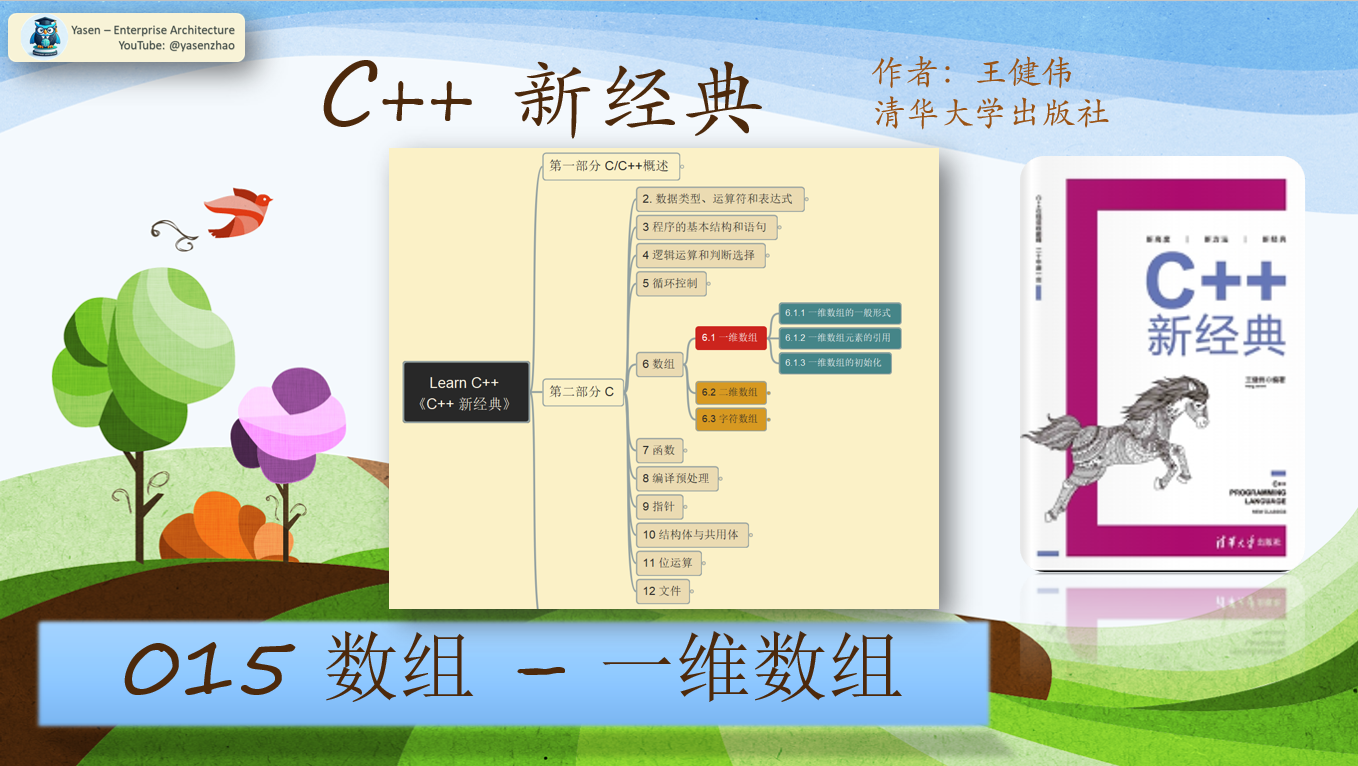 Yasen – Enterprise Architecture
YouTube: @yasenzhao
C++ 新经典
作者: 王健伟
清华大学出版社
第一部分 C/C++概述
2. 数据类型、运算符和表达式
3 程序的基本结构和语句
4 逻辑运算和判断选择
5 循环控制
6.1.1 一维数组的一般形式
6.1 一维数组
6.1.2 一维数组元素的引用
6.1.3 一维数组的初始化
6 数组
Learn C++
《C++ 新经典》
第二部分 C
6.2 二维数组
6.3 字符数组
7 函数
8 编译预处理
9 指针
10 结构体与共用体
11 位运算
12 文件
新角度 | 新方法 | 新经典
C++
新经典
王健伟◎编著
C++
PROGRAMMING
LANGUAGE
NEW CLASSICS
清华大学出版社
015 数组 – 一维数组